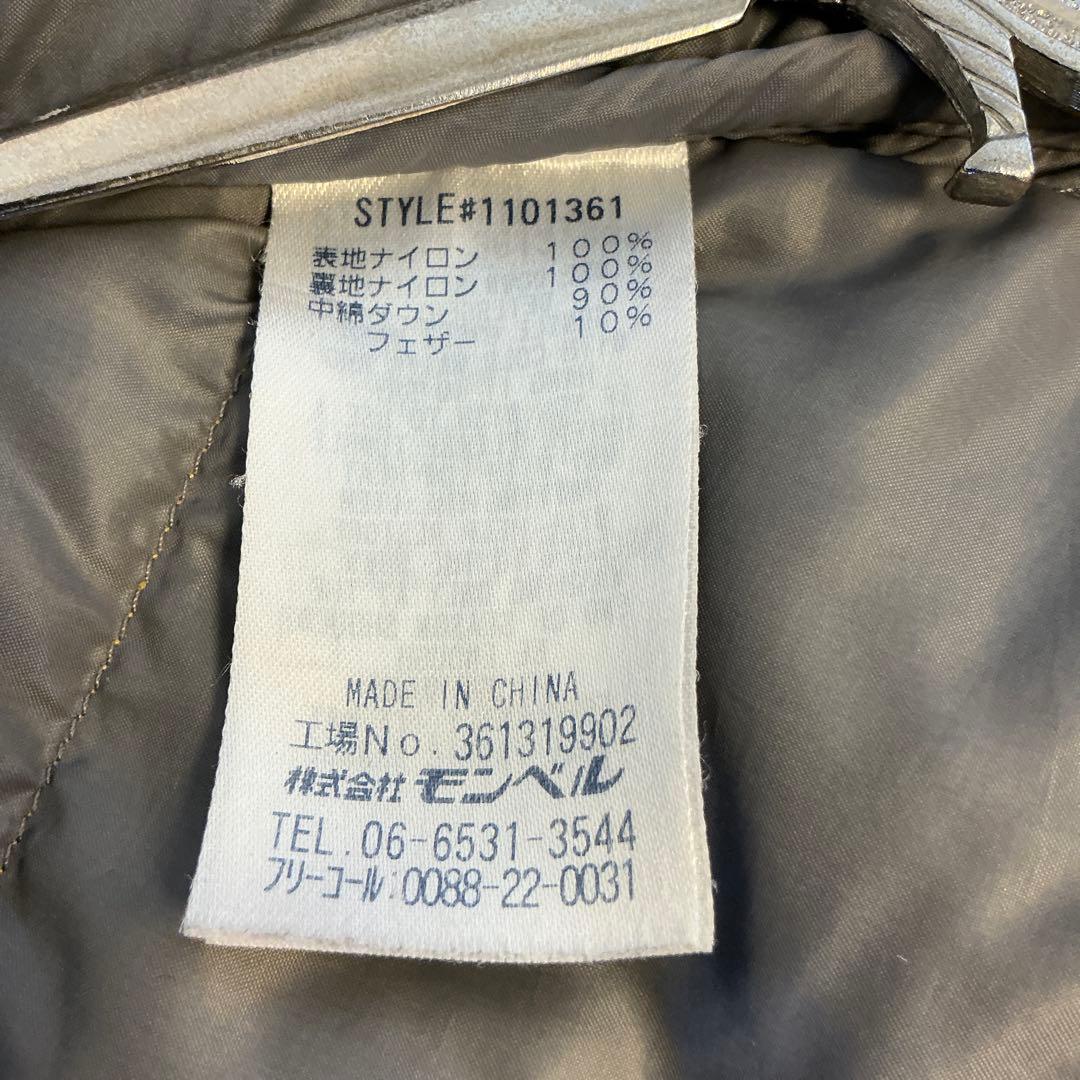 STYLE#1101361
表地ナイロン 100%
裏地ナイロン 100%
中綿ダウン 90%
フェザー 10%
MADE IN CHINA
工場No.361319902
株式会社モンベル
TEL.06-6531-3544
フリーコール:0088-22-0031